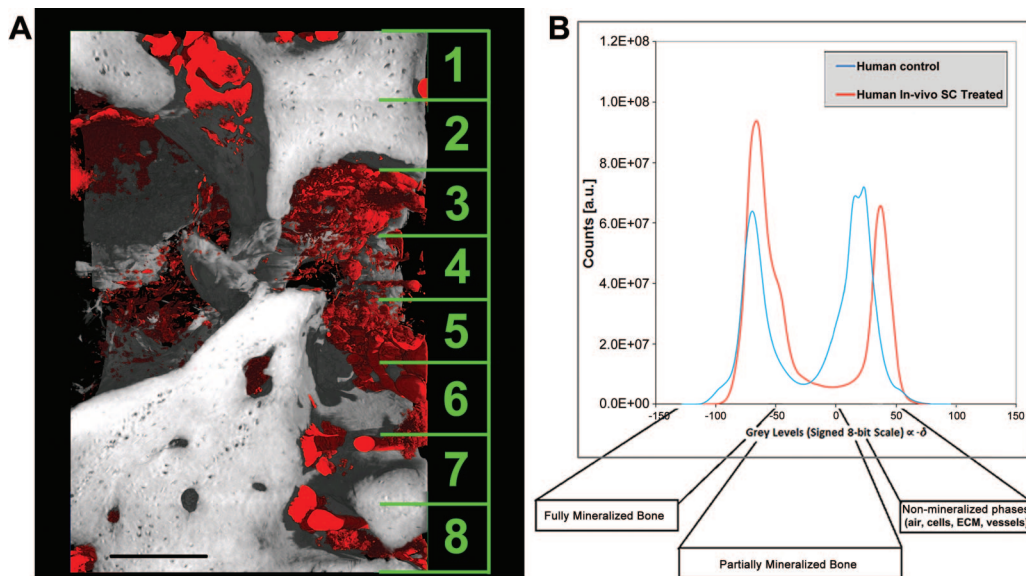 A
1
2
3
4
5
6
7
8
B
1.2E+08
1.0E+08
8.0E+07
6.0E+07
4.0E+07
2.0E+07
0.0E+00
Counts [a.u.]
Human control
Human In-vivo SC Treated
-150 -100 -50 0 50 100 150
Grey Levels (Signed 8-bit Scale) ∝ -∂
Fully Mineralized Bone
Partially Mineralized Bone
Non-mineralized phases
(air, cells, ECM, vessels)